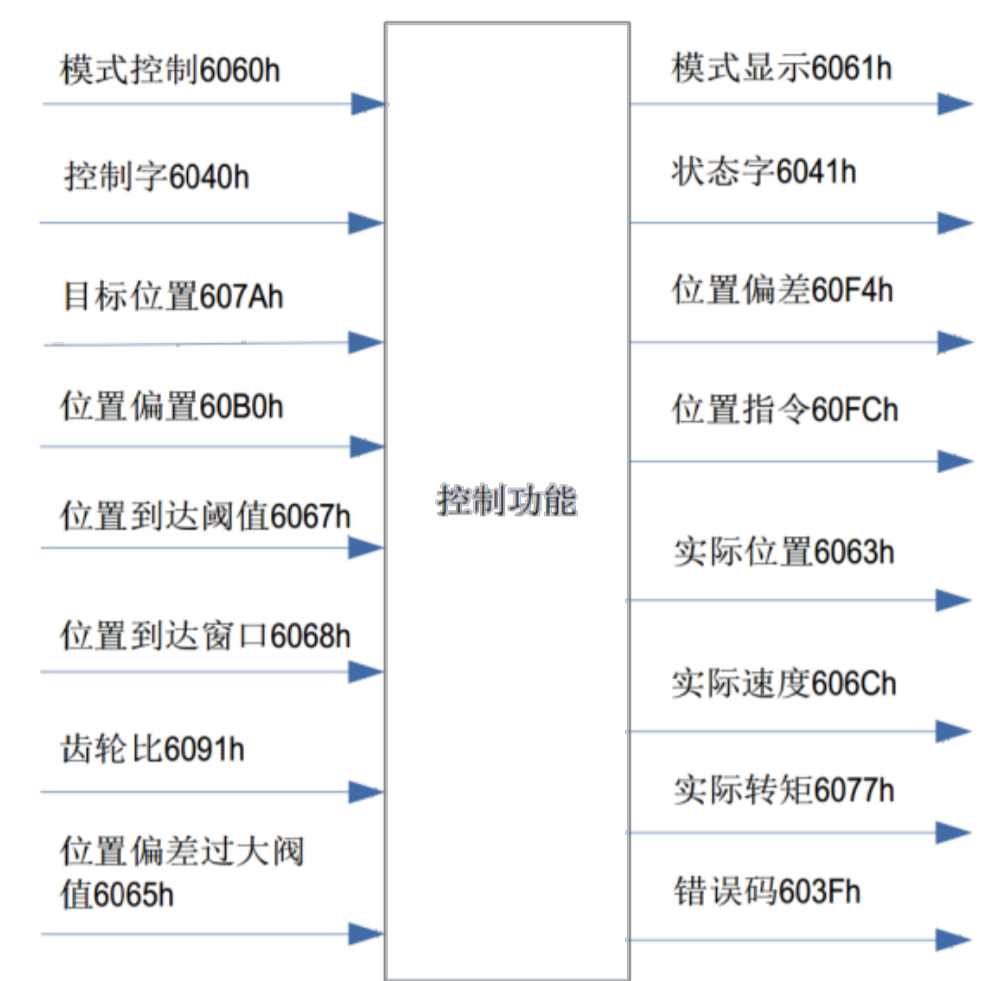 模式控制6060h
控制字6040h
目标位置607Ah
位置偏置60B0h
位置到达阈值6067h
位置到达窗口6068h
齿轮比6091h
位置偏差过大阀
值6065h
控制功能
模式显示6061h
状态字6041h
位置偏差60F4h
位置指令60FCh
实际位置6063h
实际速度606Ch
实际转矩6077h
错误码603Fh